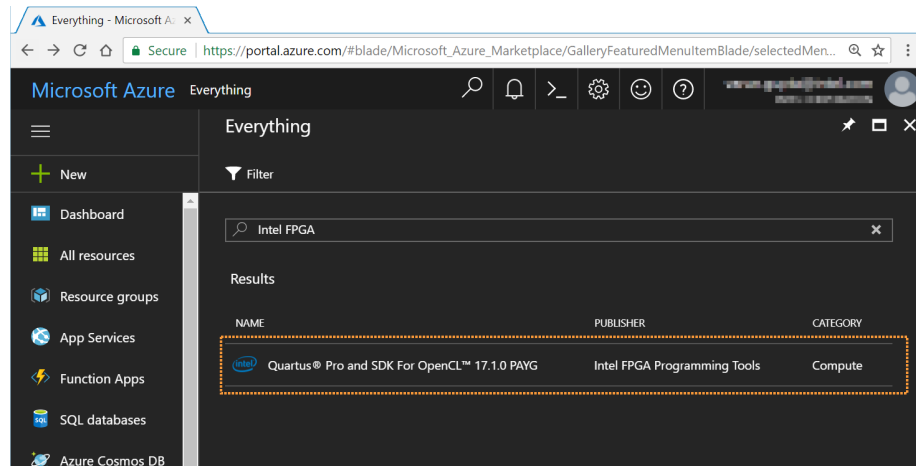 Everything - Microsoft A
Secure https://portal.azure.com/#blade/Microsoft_Azure_Marketplace/GalleryFeaturedMenuItemBlade/selectedMen...
Microsoft Azure Everything
Everything
New
Filter
Dashboard
Intel FPGA
All resources
Results
Resource groups
NAME PUBLISHER CATEGORY
App Services
intel Quartus® Pro and SDK For OpenCL™ 17.1.0 PAYG Intel FPGA Programming Tools Compute
Function Apps
SQL SQL databases
Azure Cosmos DB